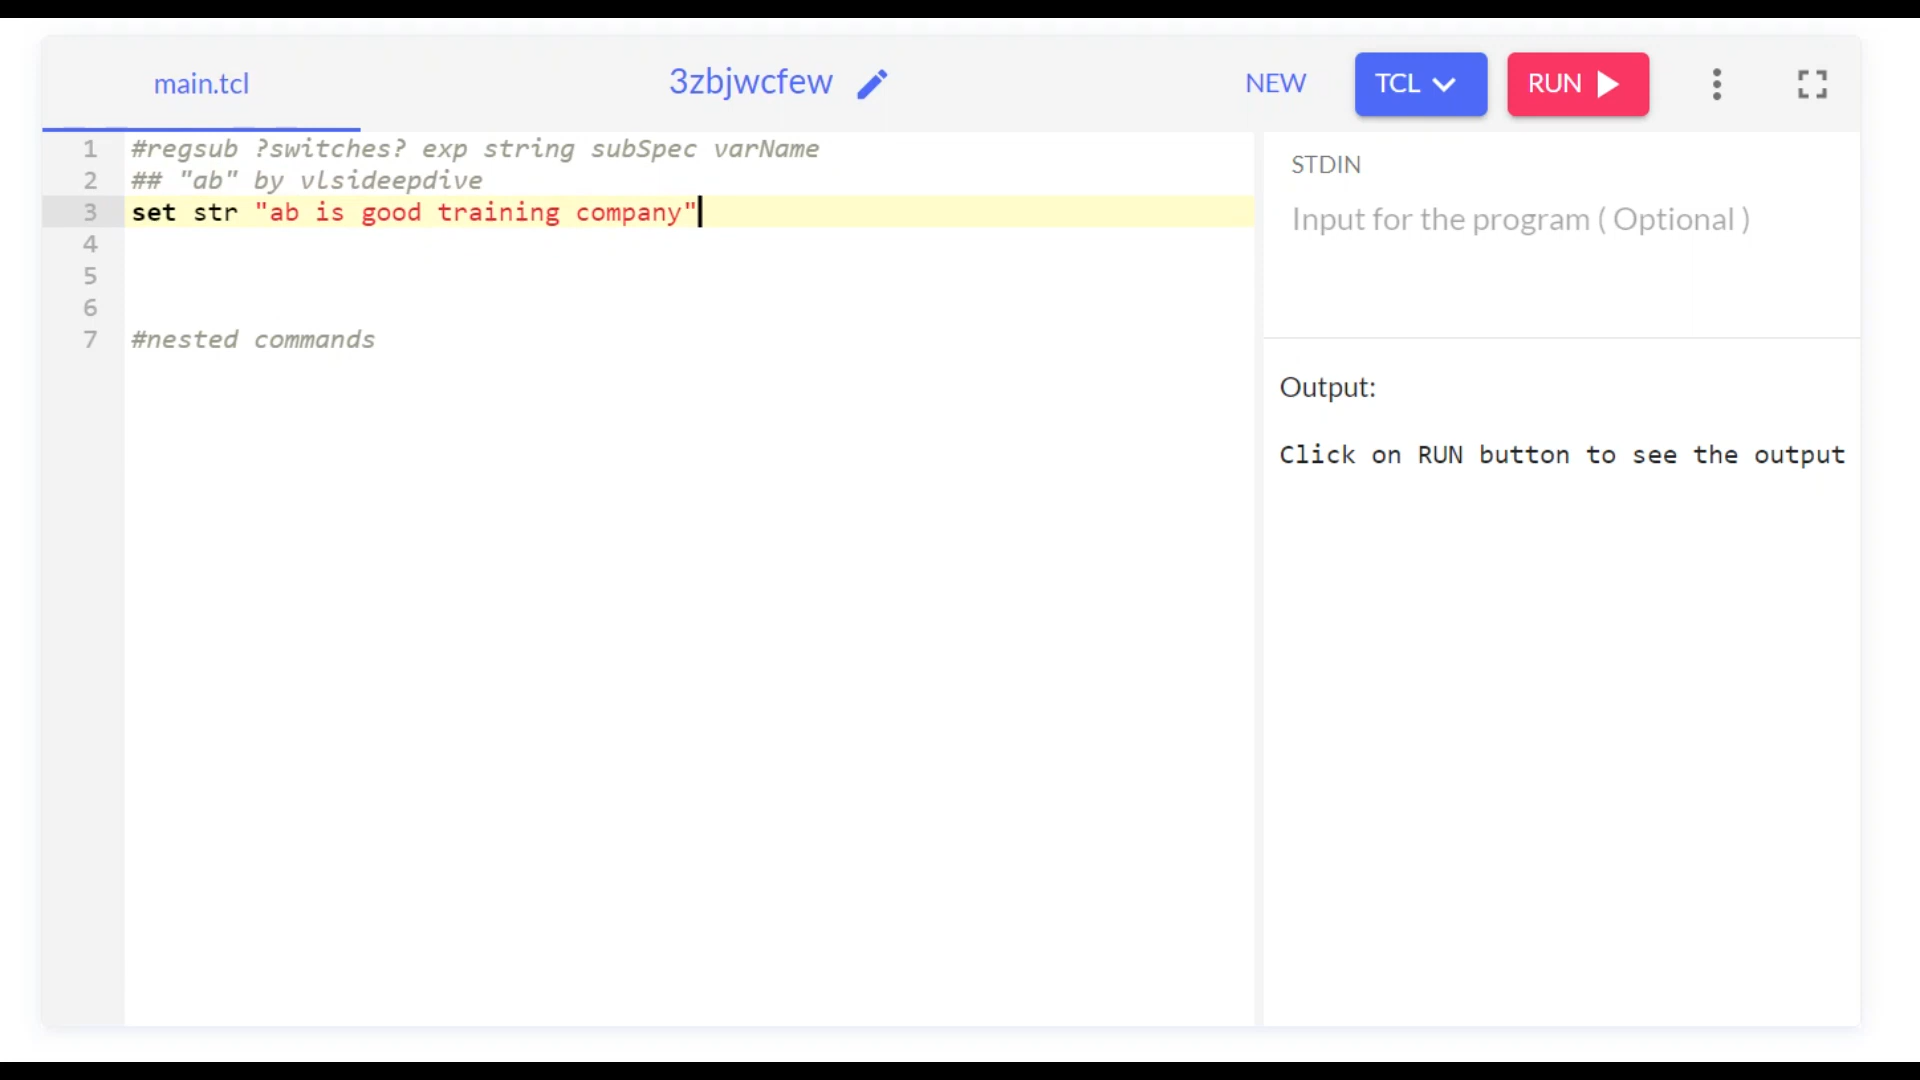 main.tcl
3zbjwcfew
NEW
TCL
RUN
1 #regsub ?switches? exp string subSpec varName
2 ## "ab" by vlsideepdive
3 set str "ab is good training company"
4
5
6
7 #nested commands
STDIN
Input for the program ( Optional )
Output:
Click on RUN button to see the output